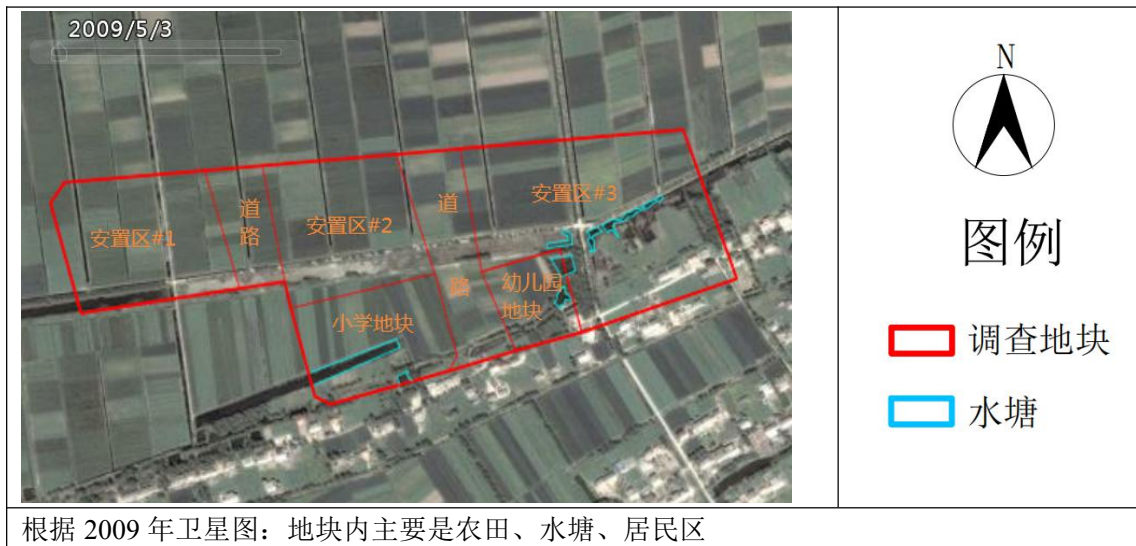 2009/5/3
N
安置区#1
道
路
安置区#2
道
路
安置区#3
幼儿园
地块
小学地块
图例
调查地块
水塘
根据 2009 年卫星图：地块内主要是农田、水塘、居民区